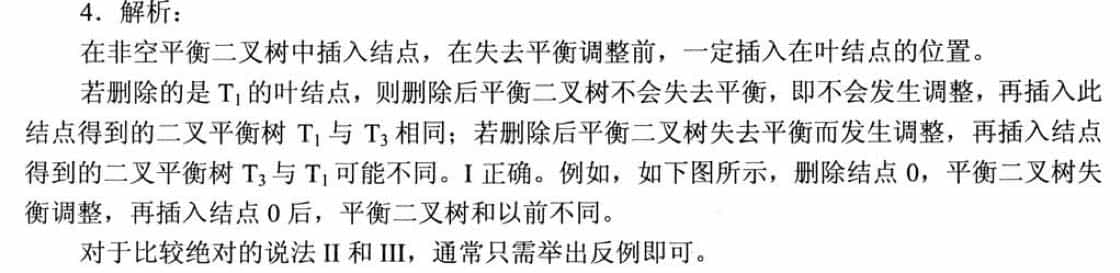 4．解析：
在非空平衡二叉树中插入结点，在失去平衡调整前，一定插入在叶结点的位置。
若删除的是 T₁ 的叶结点，则删除后平衡二叉树不会失去平衡，即不会发生调整，再插入此
结点得到的二叉平衡树 T₁ 与 T₃ 相同；若删除后平衡二叉树失去平衡而发生调整，再插入结点
得到的二叉平衡树 T₃ 与 T₁ 可能不同。I 正确。例如，如下图所示，删除结点 0，平衡二叉树失
衡调整，再插入结点 0 后，平衡二叉树和以前不同。
对于比较绝对的说法 II 和 III，通常只需举出反例即可。